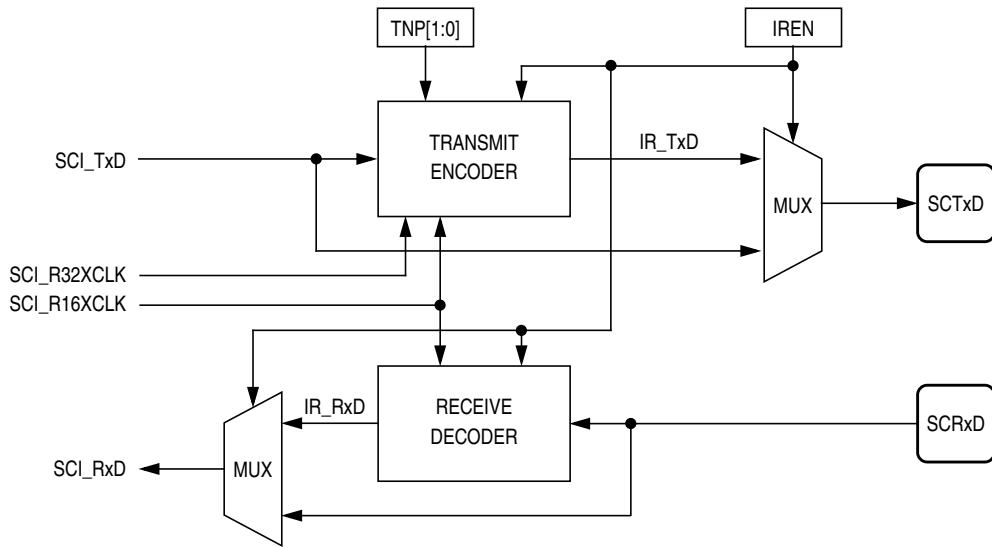 TNP[1:0]
IREN
SCI_TxD
TRANSMIT
ENCODER
IR_TxD
MUX
SCTxD
SCI_R32XCLK
SCI_R16XCLK
IR_RxD
RECEIVE
DECODER
SCRxD
SCI_RxD
MUX